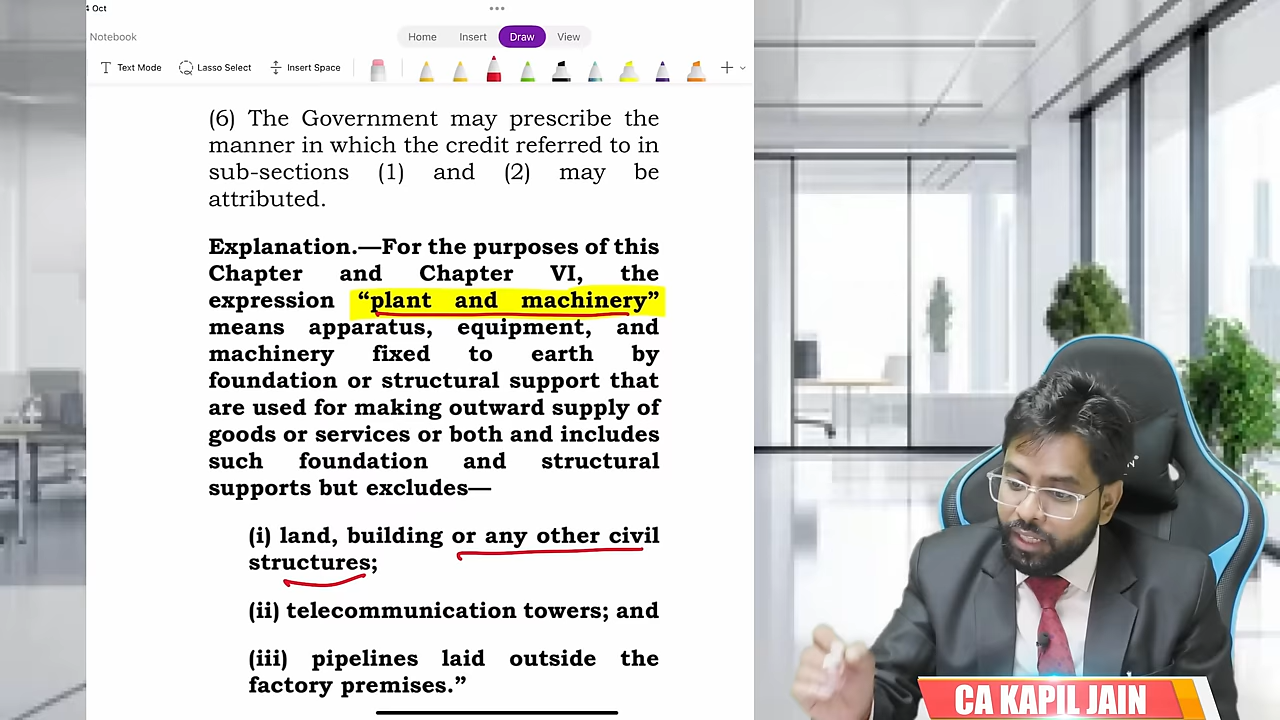 4 Oct
Notebook
Home Insert Draw View
Text Mode Lasso Select Insert Space
(6) The Government may prescribe the
manner in which the credit referred to in
sub-sections (1) and (2) may be
attributed.
Explanation.—For the purposes of this
Chapter and Chapter VI, the
expression “plant and machinery”
means apparatus, equipment, and
machinery fixed to earth by
foundation or structural support that
are used for making outward supply of
goods or services or both and includes
such foundation and structural
supports but excludes—
(i) land, building or any other civil
structures;
(ii) telecommunication towers; and
(iii) pipelines laid outside the
factory premises.”
CA KAPIL JAIN